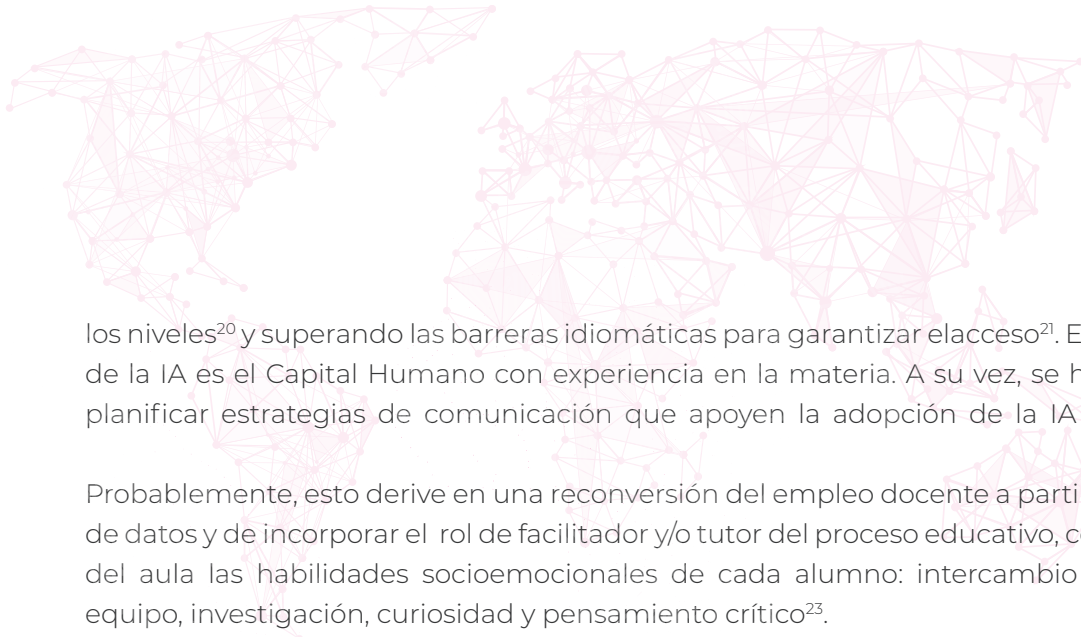 los niveles²⁰ y superando las barreras idiomáticas para garantizar elacceso²¹. E
de la IA es el Capital Humano con experiencia en la materia. A su vez, se h
planificar estrategias de comunicación que apoyen la adopción de la IA
Probablemente, esto derive en una reconversión del empleo docente a parti
de datos y de incorporar el rol de facilitador y/o tutor del proceso educativo, c
del aula las habilidades socioemocionales de cada alumno: intercambio
equipo, investigación, curiosidad y pensamiento crítico²³.